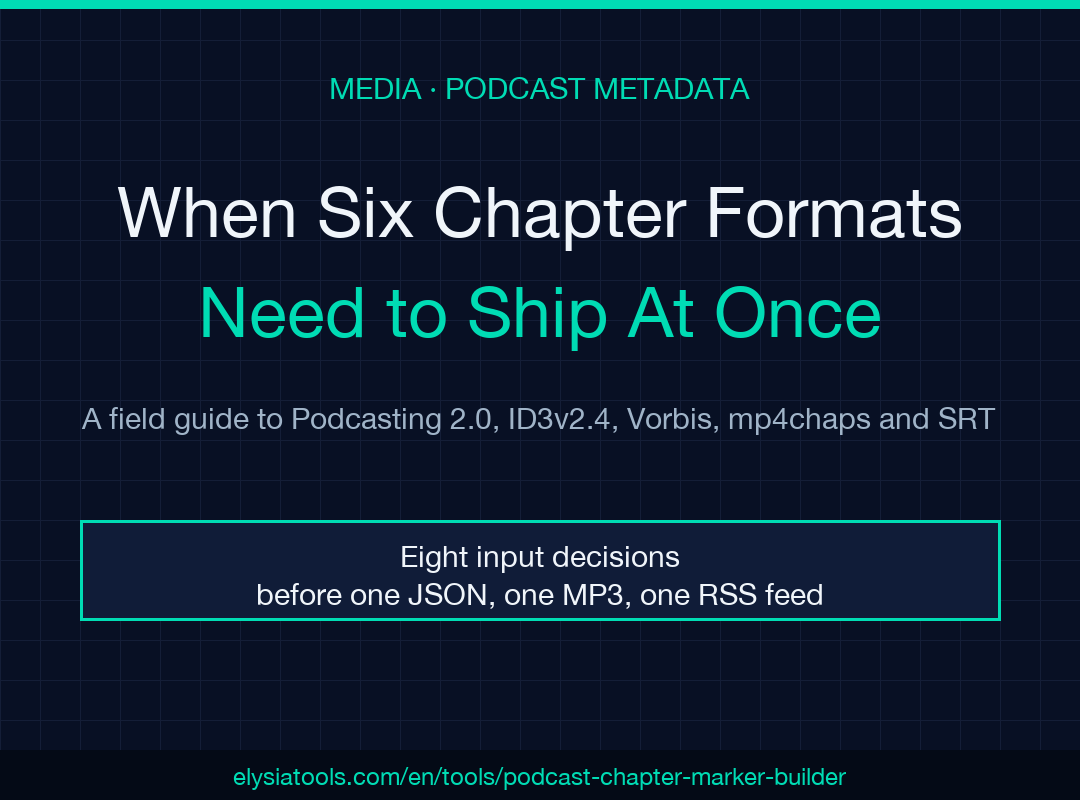 MEDIA · PODCAST METADATA
When Six Chapter Formats
Need to Ship At Once
A field guide to Podcasting 2.0, ID3v2.4, Vorbis, mp4chaps and SRT
Eight input decisions
before one JSON, one MP3, one RSS feed
elysiatools.com/en/tools/podcast-chapter-marker-builder